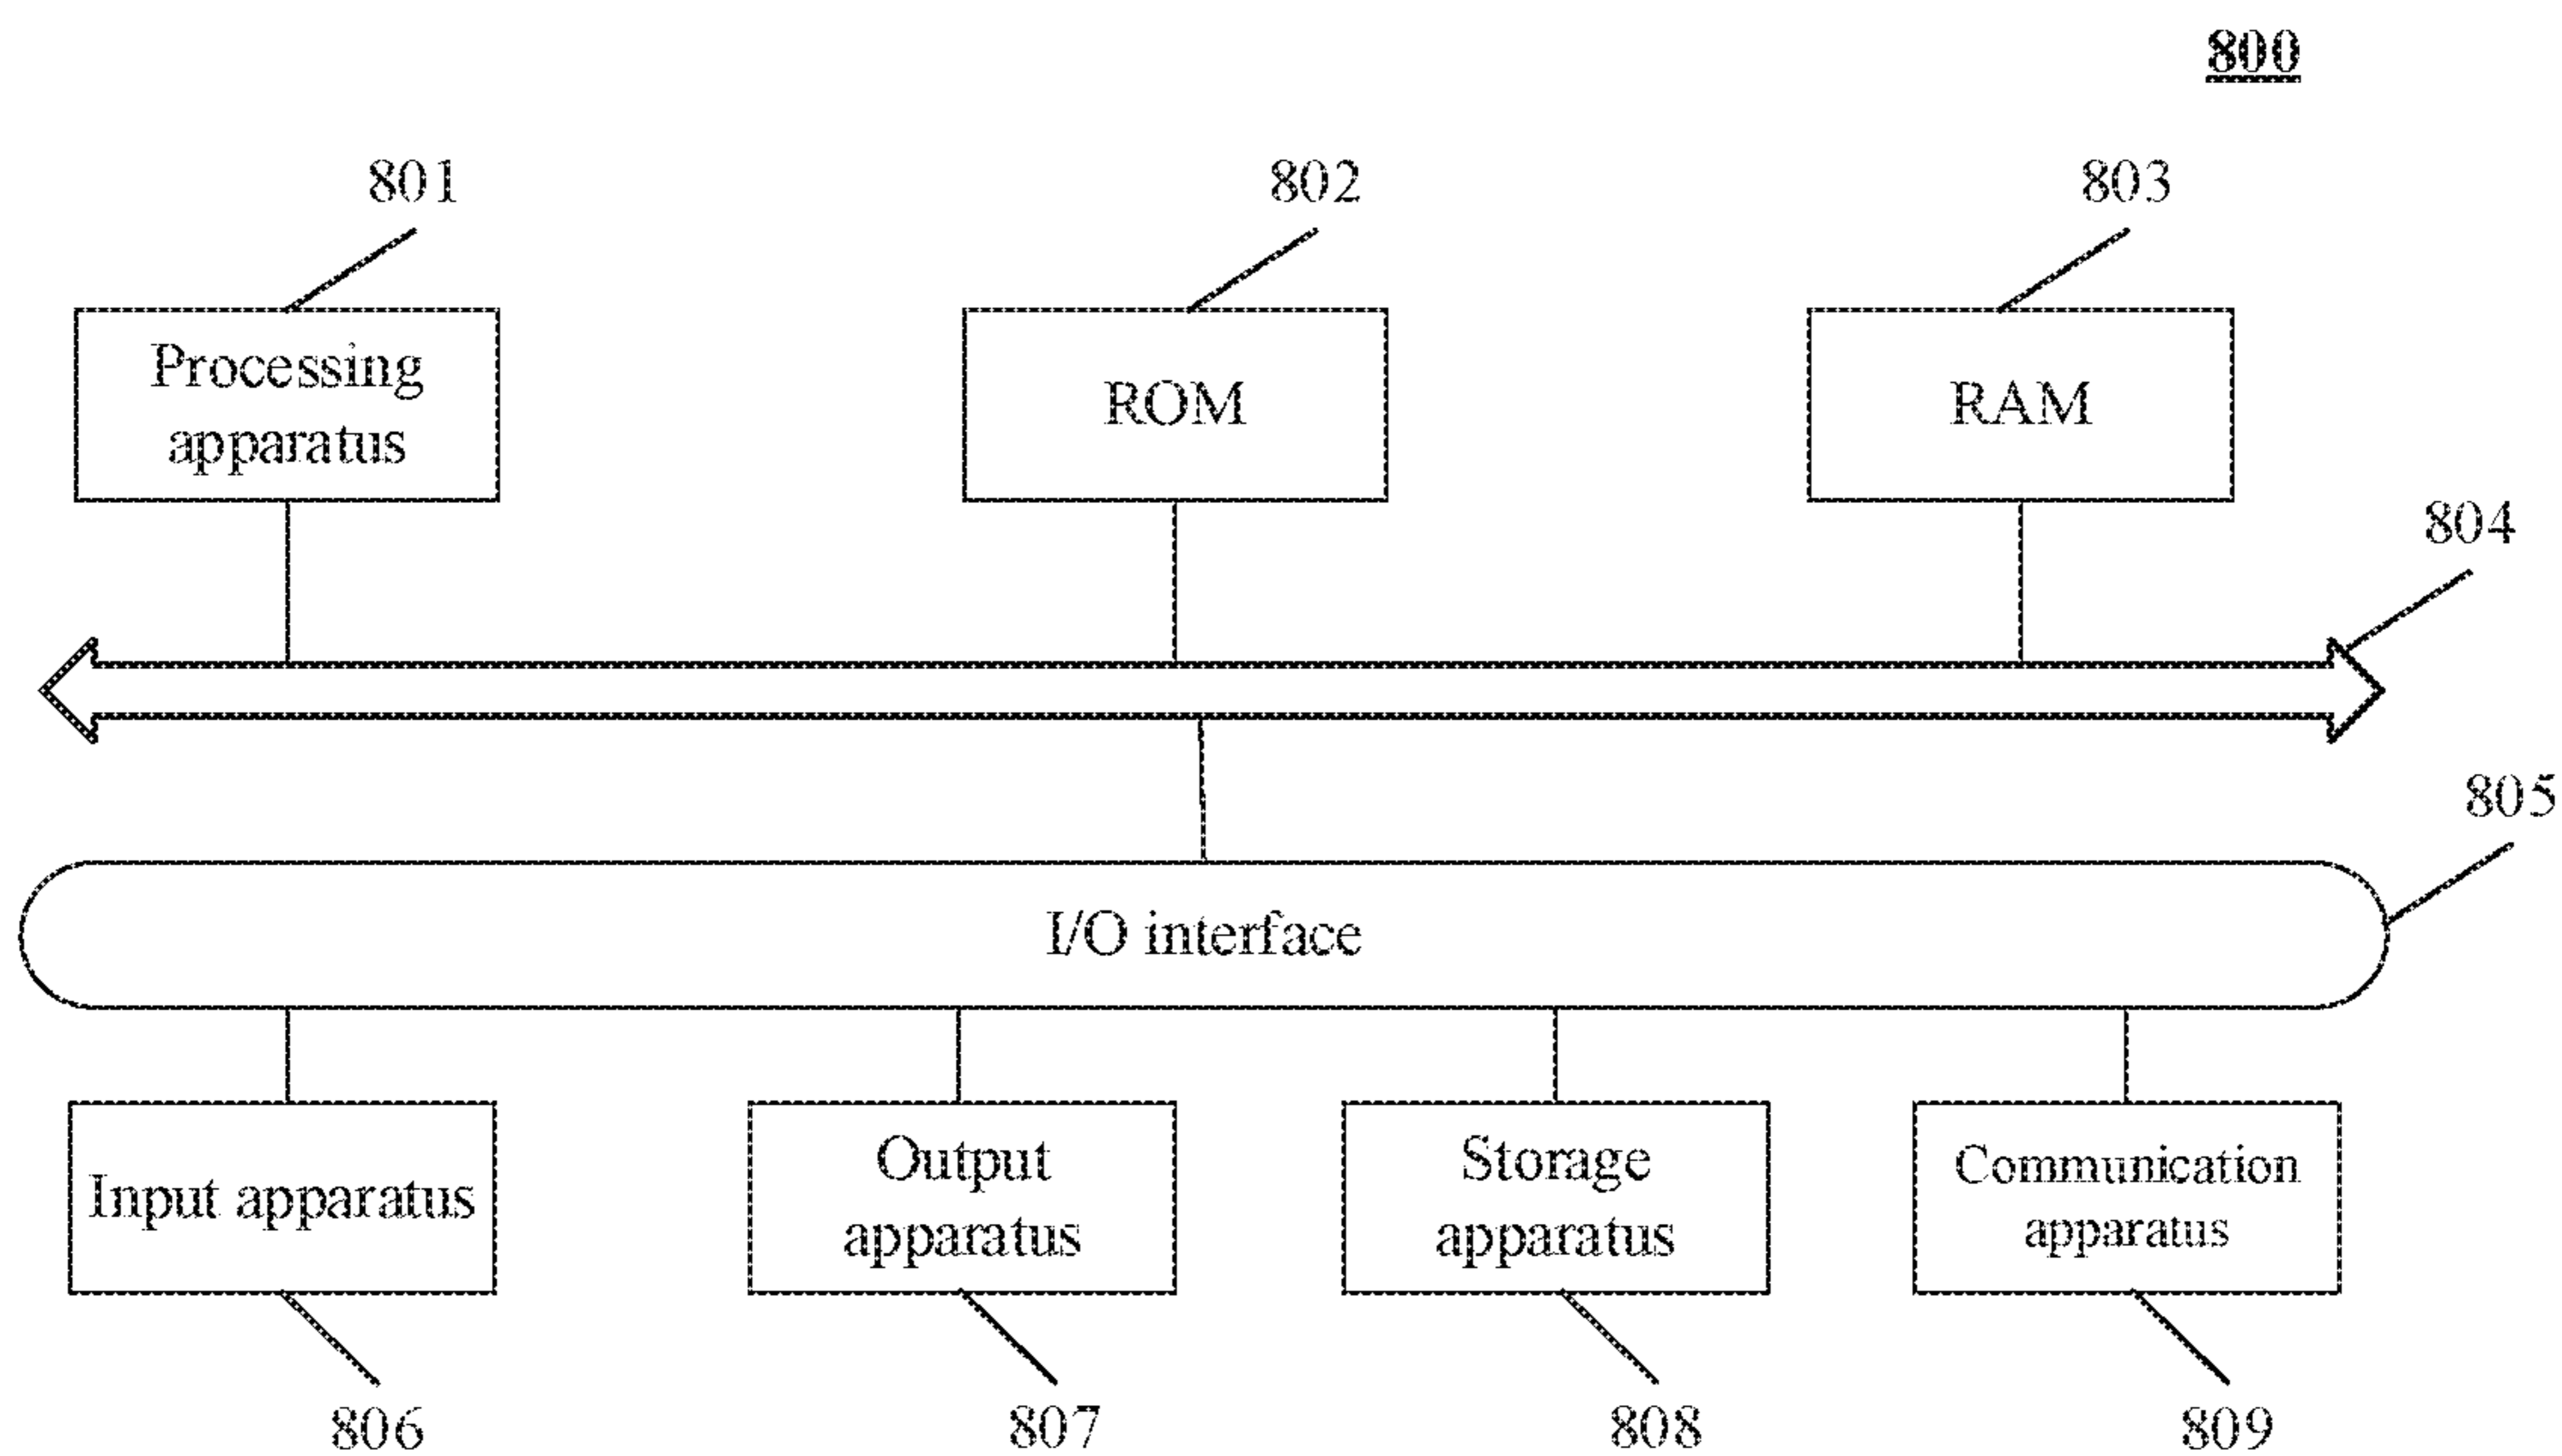 800
801
802
803
Processing
apparatus
ROM
RAM
804
805
I/O interface
Input apparatus
Output
apparatus
Storage
apparatus
Communication
apparatus
806
807
808
809